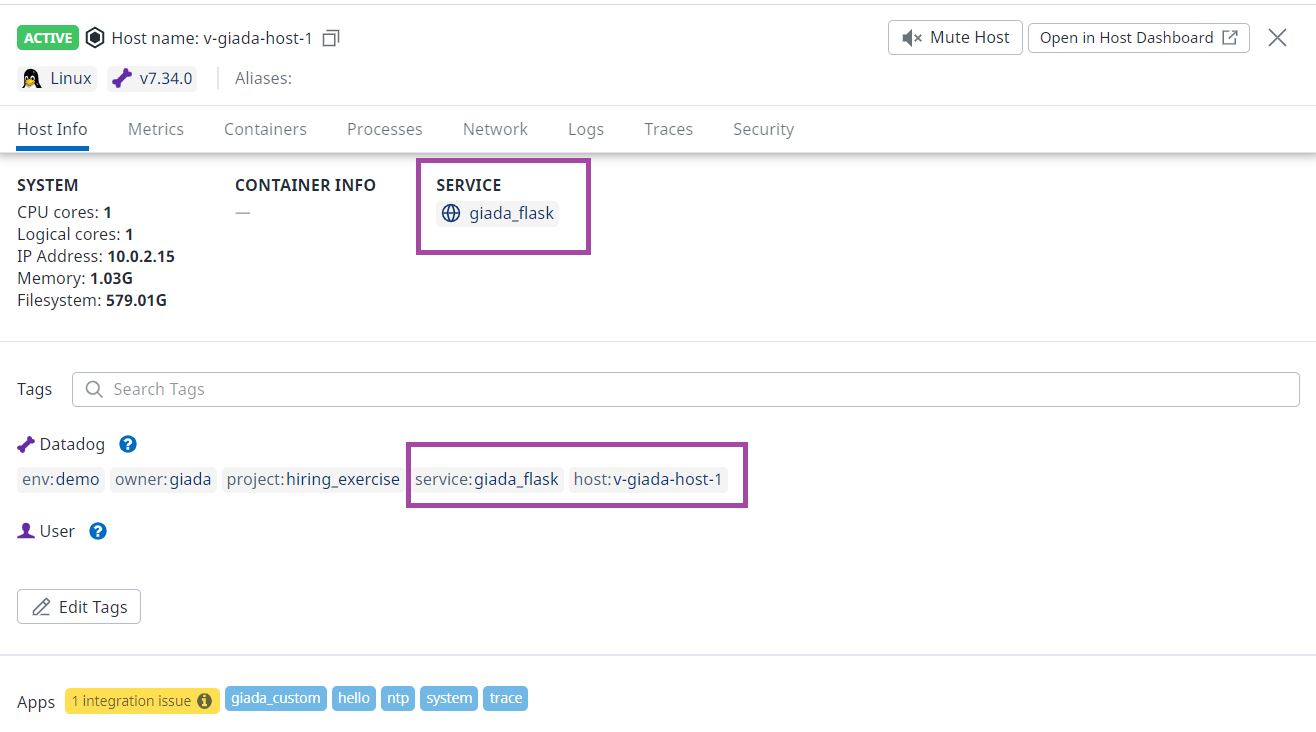 ACTIVE Host name: v-giada-host-1 Mute Host Open in Host Dashboard
Linux v7.34.0 Aliases:
Host Info Metrics Containers Processes Network Logs Traces Security
SYSTEM CONTAINER INFO SERVICE
CPU cores: 1 — giada_flask
Logical cores: 1
IP Address: 10.0.2.15
Memory: 1.03G
Filesystem: 579.01G
Tags Search Tags
Datadog ?
env:demo owner:giada project:hiring_exercise service:giada_flask host:v-giada-host-1
User ?
Edit Tags
Apps 1 integration issue giada_custom hello ntp system trace